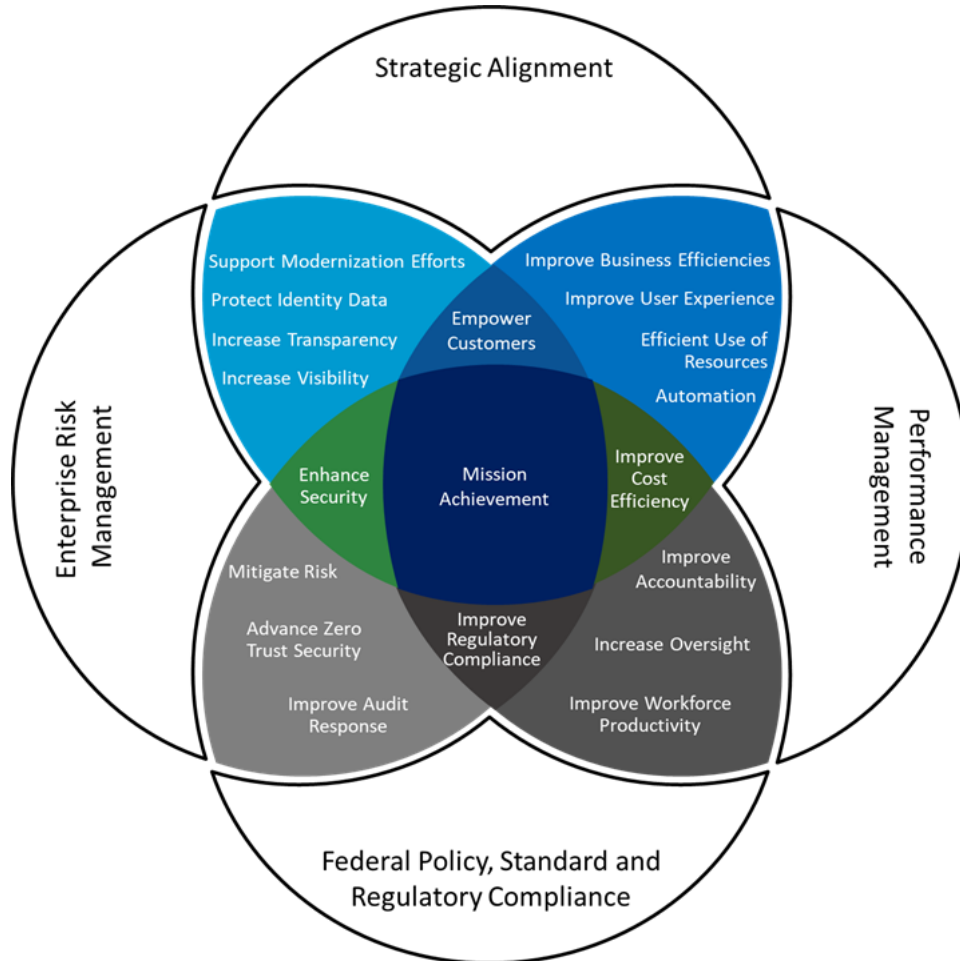 Strategic Alignment
Support Modernization Efforts
Protect Identity Data
Increase Transparency
Increase Visibility
Improve Business Efficiencies
Improve User Experience
Efficient Use of
Resources
Automation
Empower
Customers
Enterprise Risk
Management
Enhance
Security
Mission
Achievement
Improve
Cost
Efficiency
Performance
Management
Mitigate Risk
Advance Zero
Trust Security
Improve Audit
Response
Improve
Regulatory
Compliance
Improve
Accountability
Increase Oversight
Improve Workforce
Productivity
Federal Policy, Standard and
Regulatory Compliance